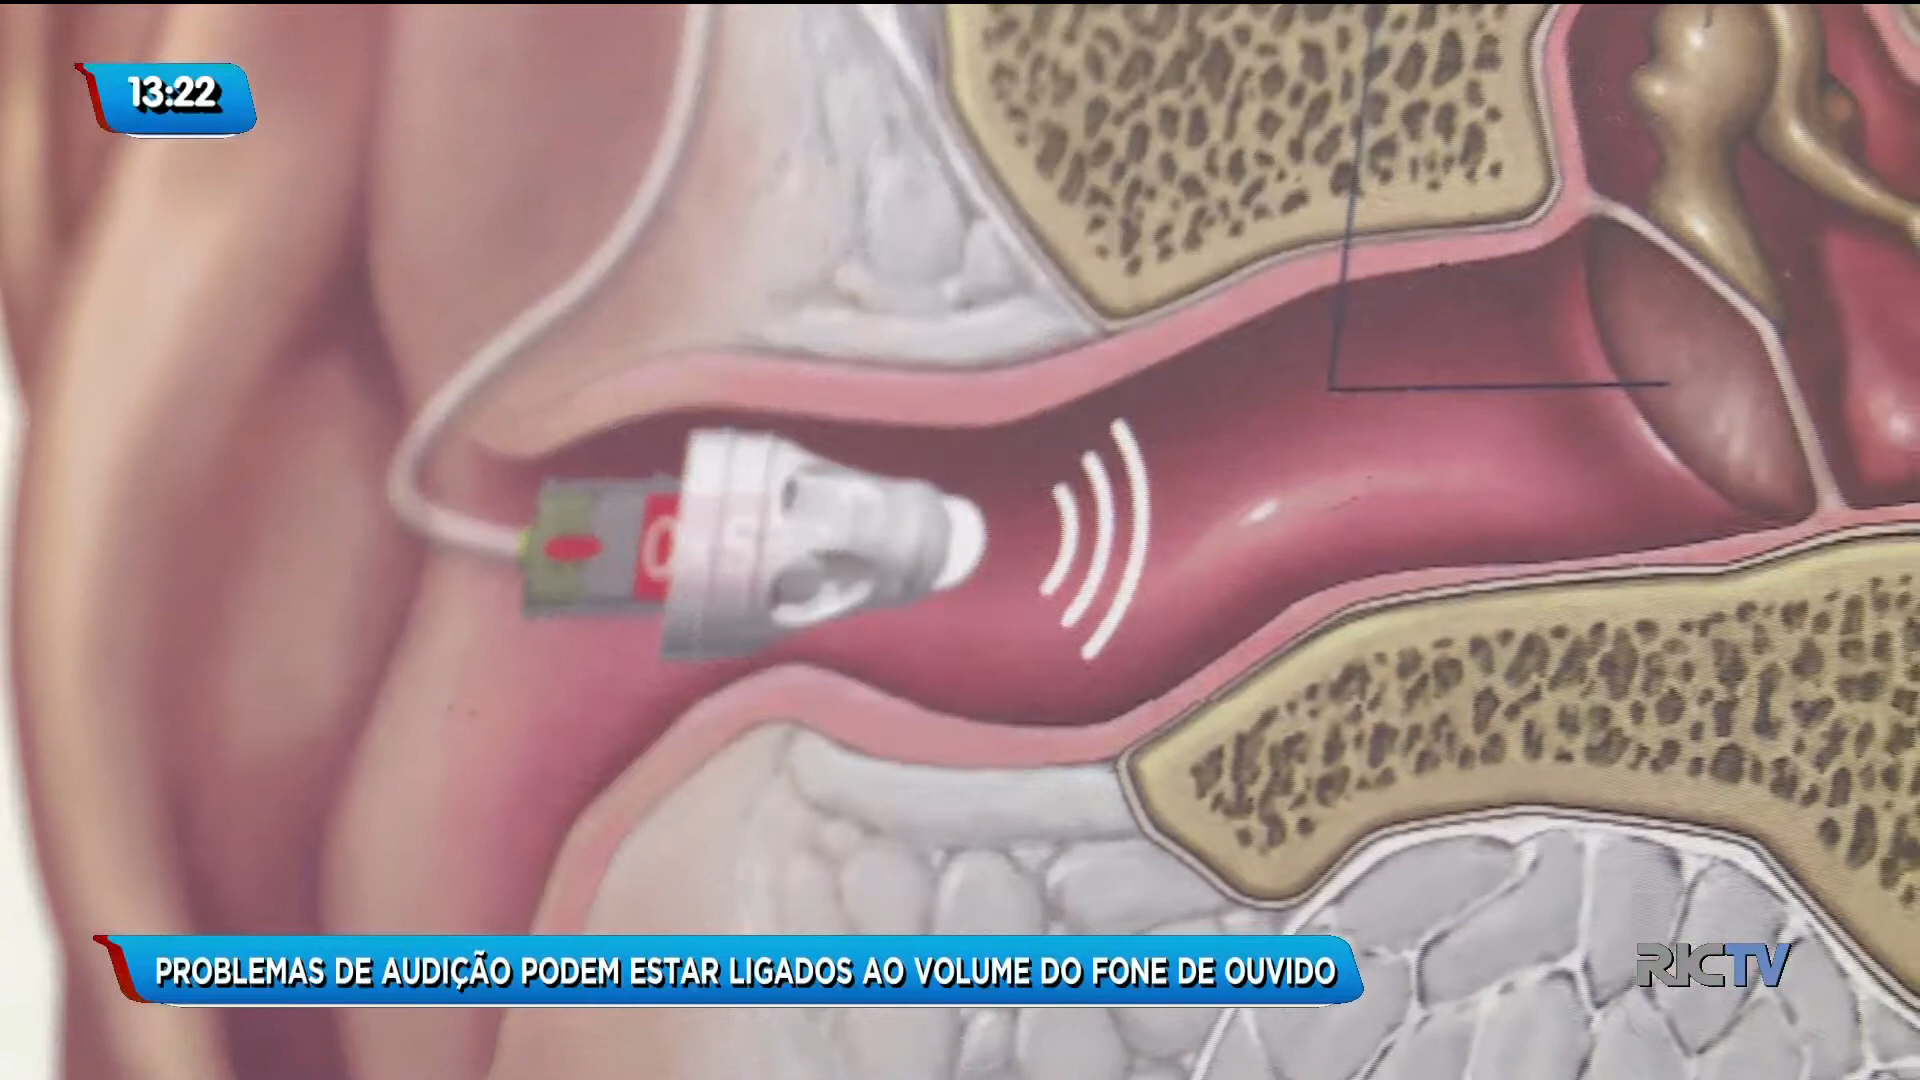 13:22
PROBLEMAS DE AUDIÇÃO PODEM ESTAR LIGADOS AO VOLUME DO FONE DE OUVIDO
RICTV